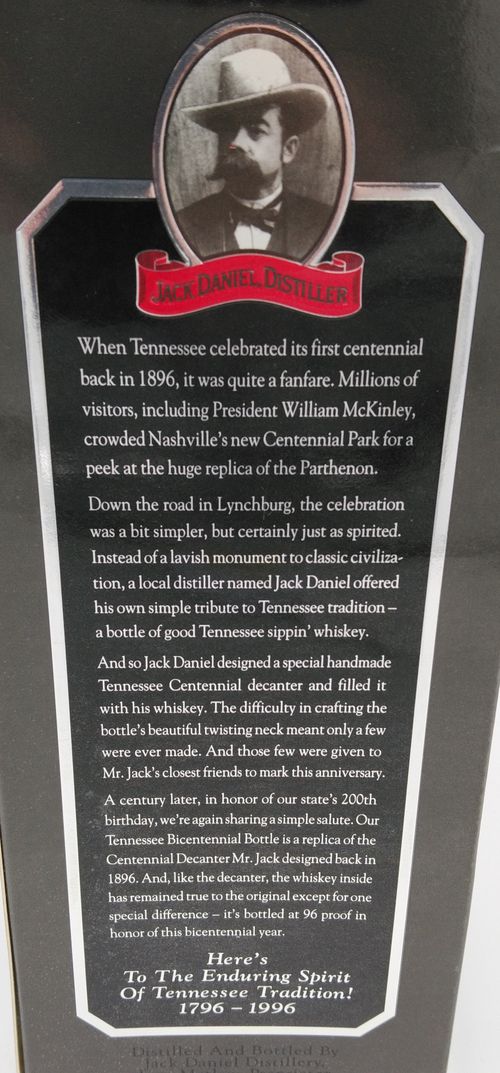 JACK DANIEL, DISTILLER
When Tennessee celebrated its first centennial
back in 1896, it was quite a fanfare. Millions of
visitors, including President William McKinley,
crowded Nashville's new Centennial Park for a
peek at the huge replica of the Parthenon.
Down the road in Lynchburg, the celebration
was a bit simpler, but certainly just as spirited.
Instead of a lavish monument to classic civiliza-
tion, a local distiller named Jack Daniel offered
his own simple tribute to Tennessee tradition –
a bottle of good Tennessee sippin' whiskey.
And so Jack Daniel designed a special handmade
Tennessee Centennial decanter and filled it
with his whiskey. The difficulty in crafting the
bottle's beautiful twisting neck meant only a few
were ever made. And those few were given to
Mr. Jack's closest friends to mark this anniversary.
A century later, in honor of our state's 200th
birthday, we're again sharing a simple salute. Our
Tennessee Bicentennial Bottle is a replica of the
Centennial Decanter Mr. Jack designed back in
1896. And, like the decanter, the whiskey inside
has remained true to the original except for one
special difference – it's bottled at 96 proof in
honor of this bicentennial year.
Here's
To The Enduring Spirit
Of Tennessee Tradition!
1796 – 1996
Distilled And Bottled By
Jack Daniel Distillery,